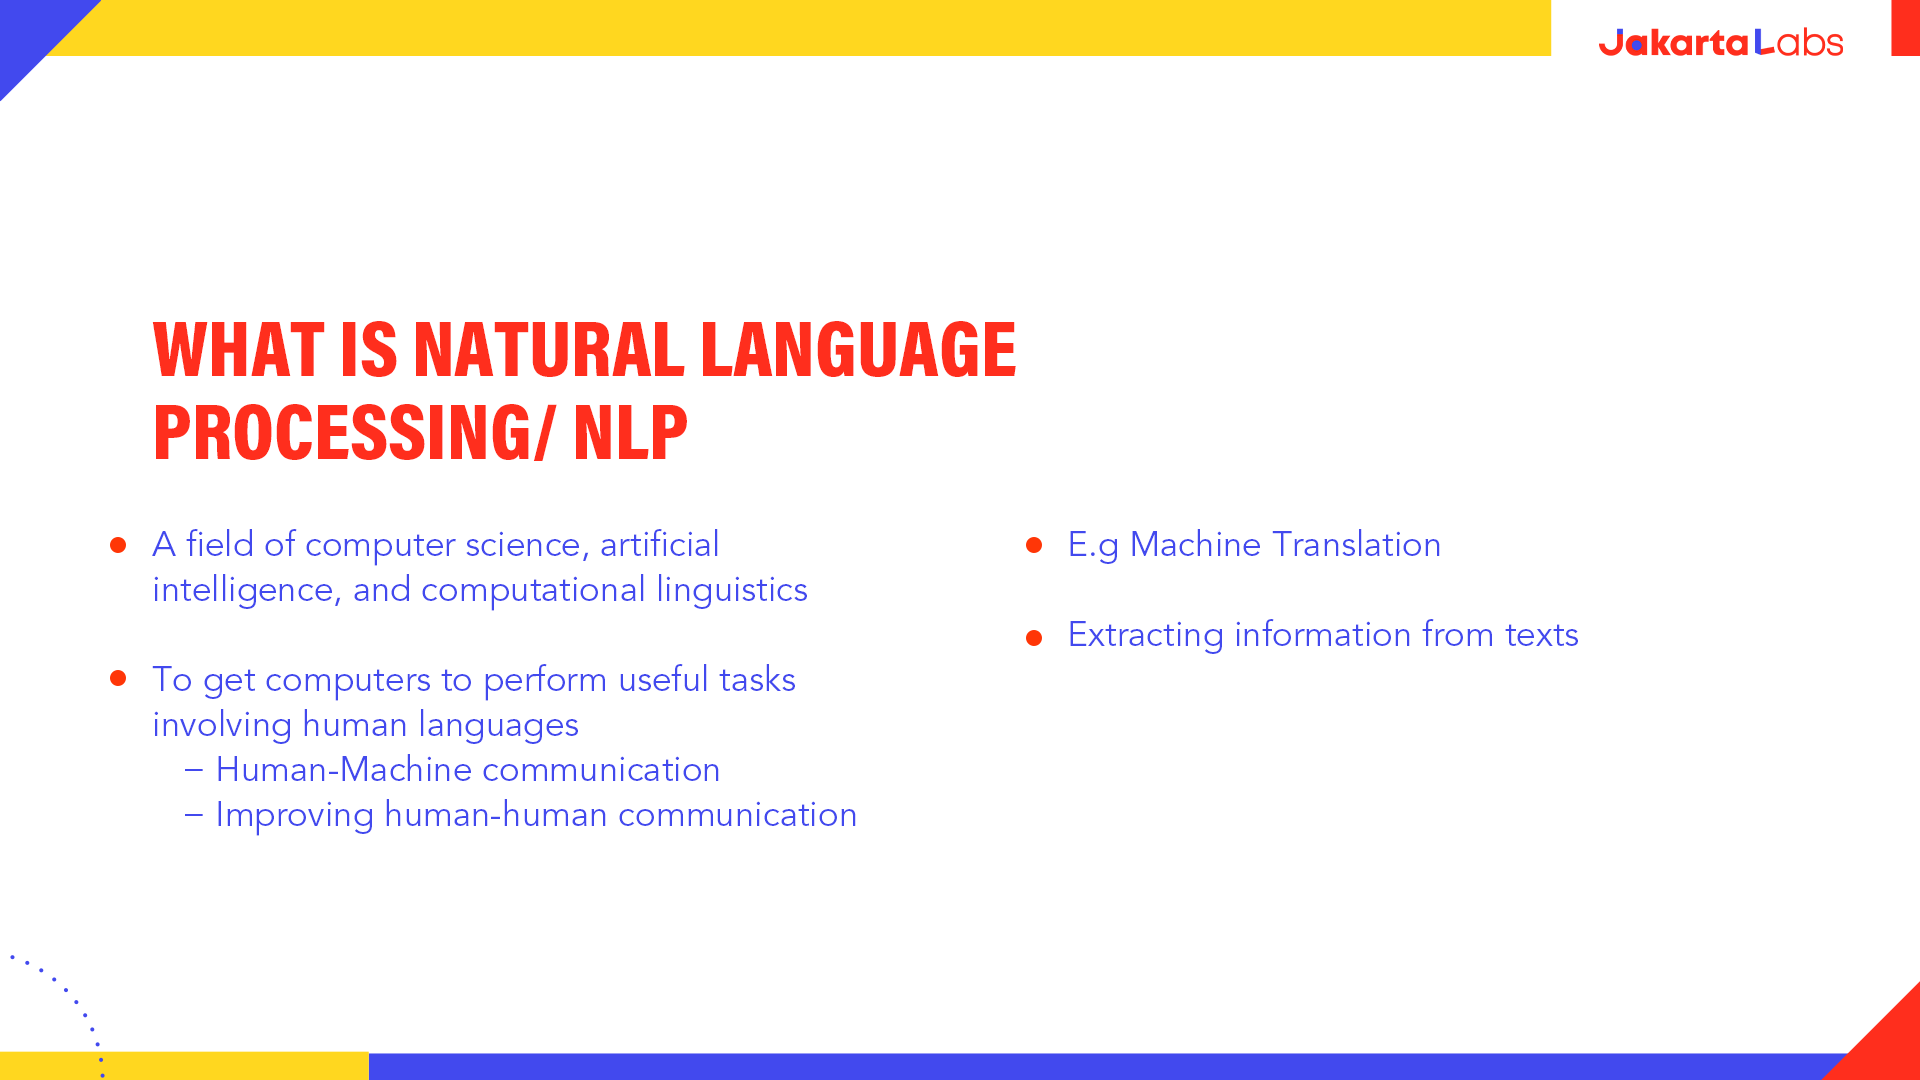 JakartaLabs
WHAT IS NATURAL LANGUAGE
PROCESSING/ NLP
● A field of computer science, artificial
intelligence, and computational linguistics
● To get computers to perform useful tasks
involving human languages
– Human-Machine communication
– Improving human-human communication
● E.g Machine Translation
● Extracting information from texts